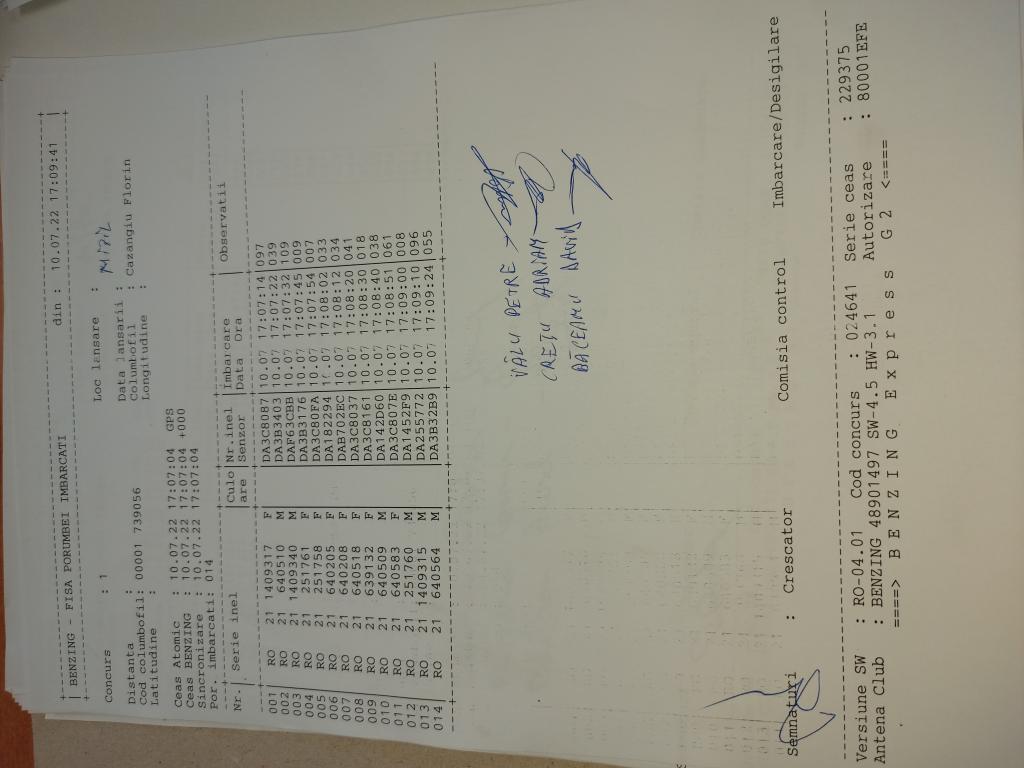 BENZING - FISA PORUMBEI IMBARCATI din : 10.07.22 17:09:41
Concurs : 1 Loc lansare : Mizil
Distanta : Data lansarii :
Cod columbofil: 00001 739056 Columbofil : Cazangiu Florin
Latitudine : Longitudine :
Ceas Atomic : 10.07.22 17:07:04 GPS
Ceas BENZING : 10.07.22 17:07:04 +000
Sincronizare : 10.07.22 17:07:04
Por. imbarcati: 014
Nr. Serie inel |Culo|Nr.inel |Imbarcare |Observatii
|are |Senzor |Data Ora |
001 RO 21 1409317 F DA3C8087 10.07 17:07:14 097
002 RO 21 640510 M DA3B3403 10.07 17:07:22 039
003 RO 21 1409340 M DAF63CBB 10.07 17:07:32 109
004 RO 21 251761 F DA3B3176 10.07 17:07:45 009
005 RO 21 251758 F DA3C80FA 10.07 17:07:54 007
006 RO 21 640205 F DA182294 10.07 17:08:02 033
007 RO 21 640208 F DAB702EC 10.07 17:08:12 034
008 RO 21 640518 F DA3C8037 10.07 17:08:20 041
009 RO 21 639132 F DA3C8161 10.07 17:08:30 018
010 RO 21 640509 M DA142D60 10.07 17:08:40 038
011 RO 21 640583 F DA3C807E 10.07 17:08:51 061
012 RO 21 251760 M DA1452F9 10.07 17:09:00 008
013 RO 21 1409315 M DA255772 10.07 17:09:10 096
014 RO 21 640564 M DA3B32B9 10.07 17:09:24 055
VÂLU PETRE
CREȚU ADRIAN
BĂCEANU DAVID
Semnaturi : Crescator Comisia control Imbarcare/Desigilare
Versiune SW : RO-04.01 Cod concurs : 024641 Serie ceas : 229375
Antena Club : BENZING 48901497 SW-4.5 HW-3.1 Autorizare : 80001EFE
====> B E N Z I N G E x p r e s s G 2 <====